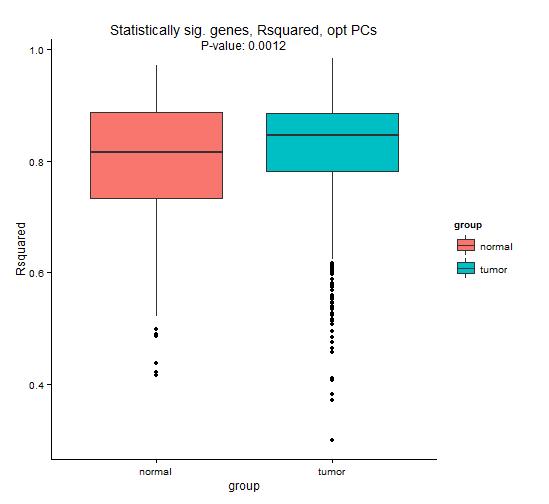 Statistically sig. genes, Rsquared, opt PCs
P-value: 0.0012
1.0
0.8
0.6
0.4
Rsquared
normal
tumor
group
group
normal
tumor